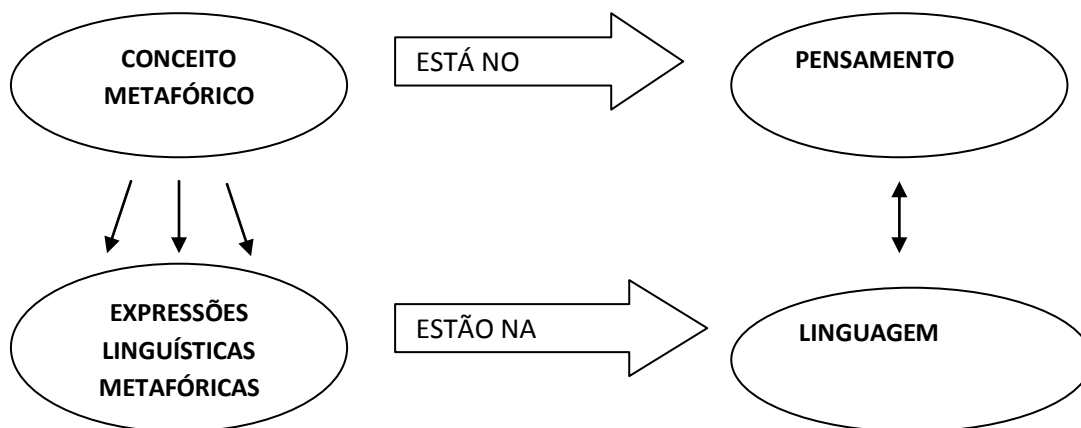 CONCEITO
METAFÓRICO
ESTÁ NO
PENSAMENTO
EXPRESSÕES
LINGUÍSTICAS
METAFÓRICAS
ESTÃO NA
LINGUAGEM